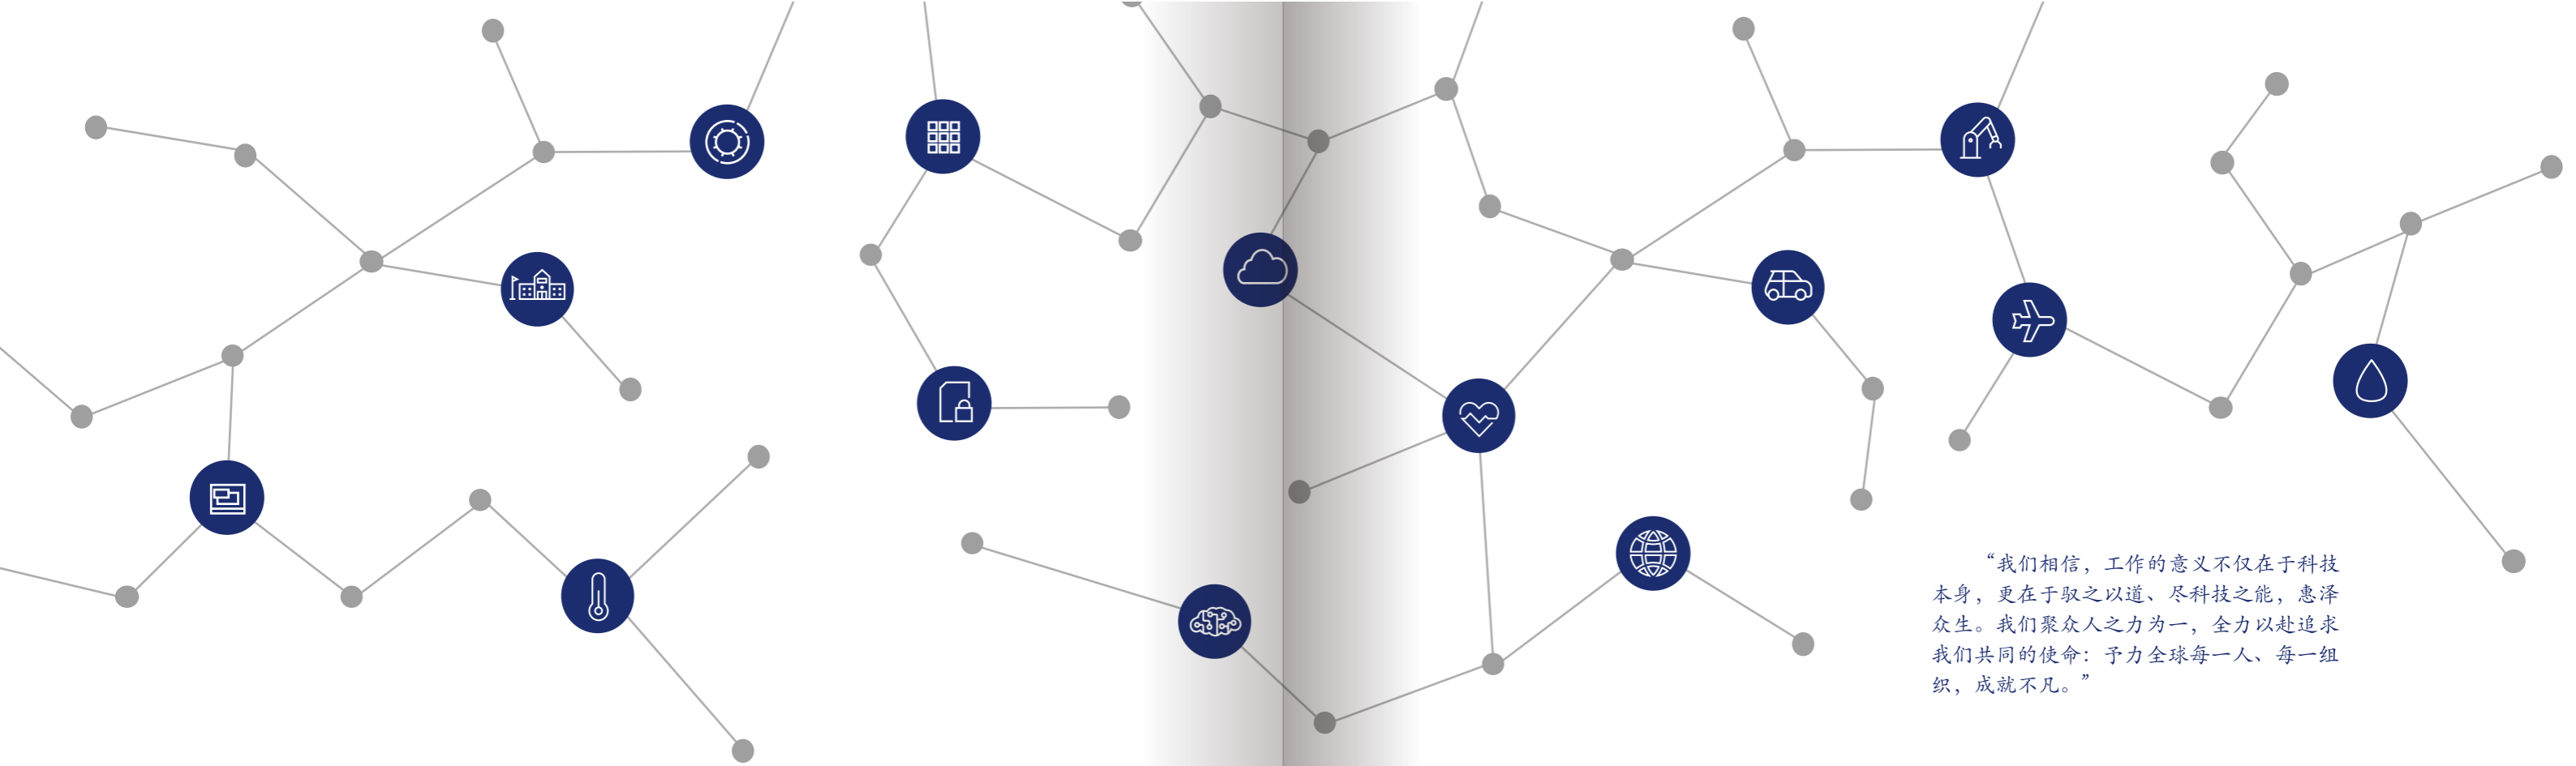 “我们相信，工作的意义不仅在于科技
本身，更在于驭之以道、尽科技之能，惠泽
众生。我们聚众人之力为一，全力以赴追求
我们共同的使命：予力全球每一人、每一组
织，成就不凡。”